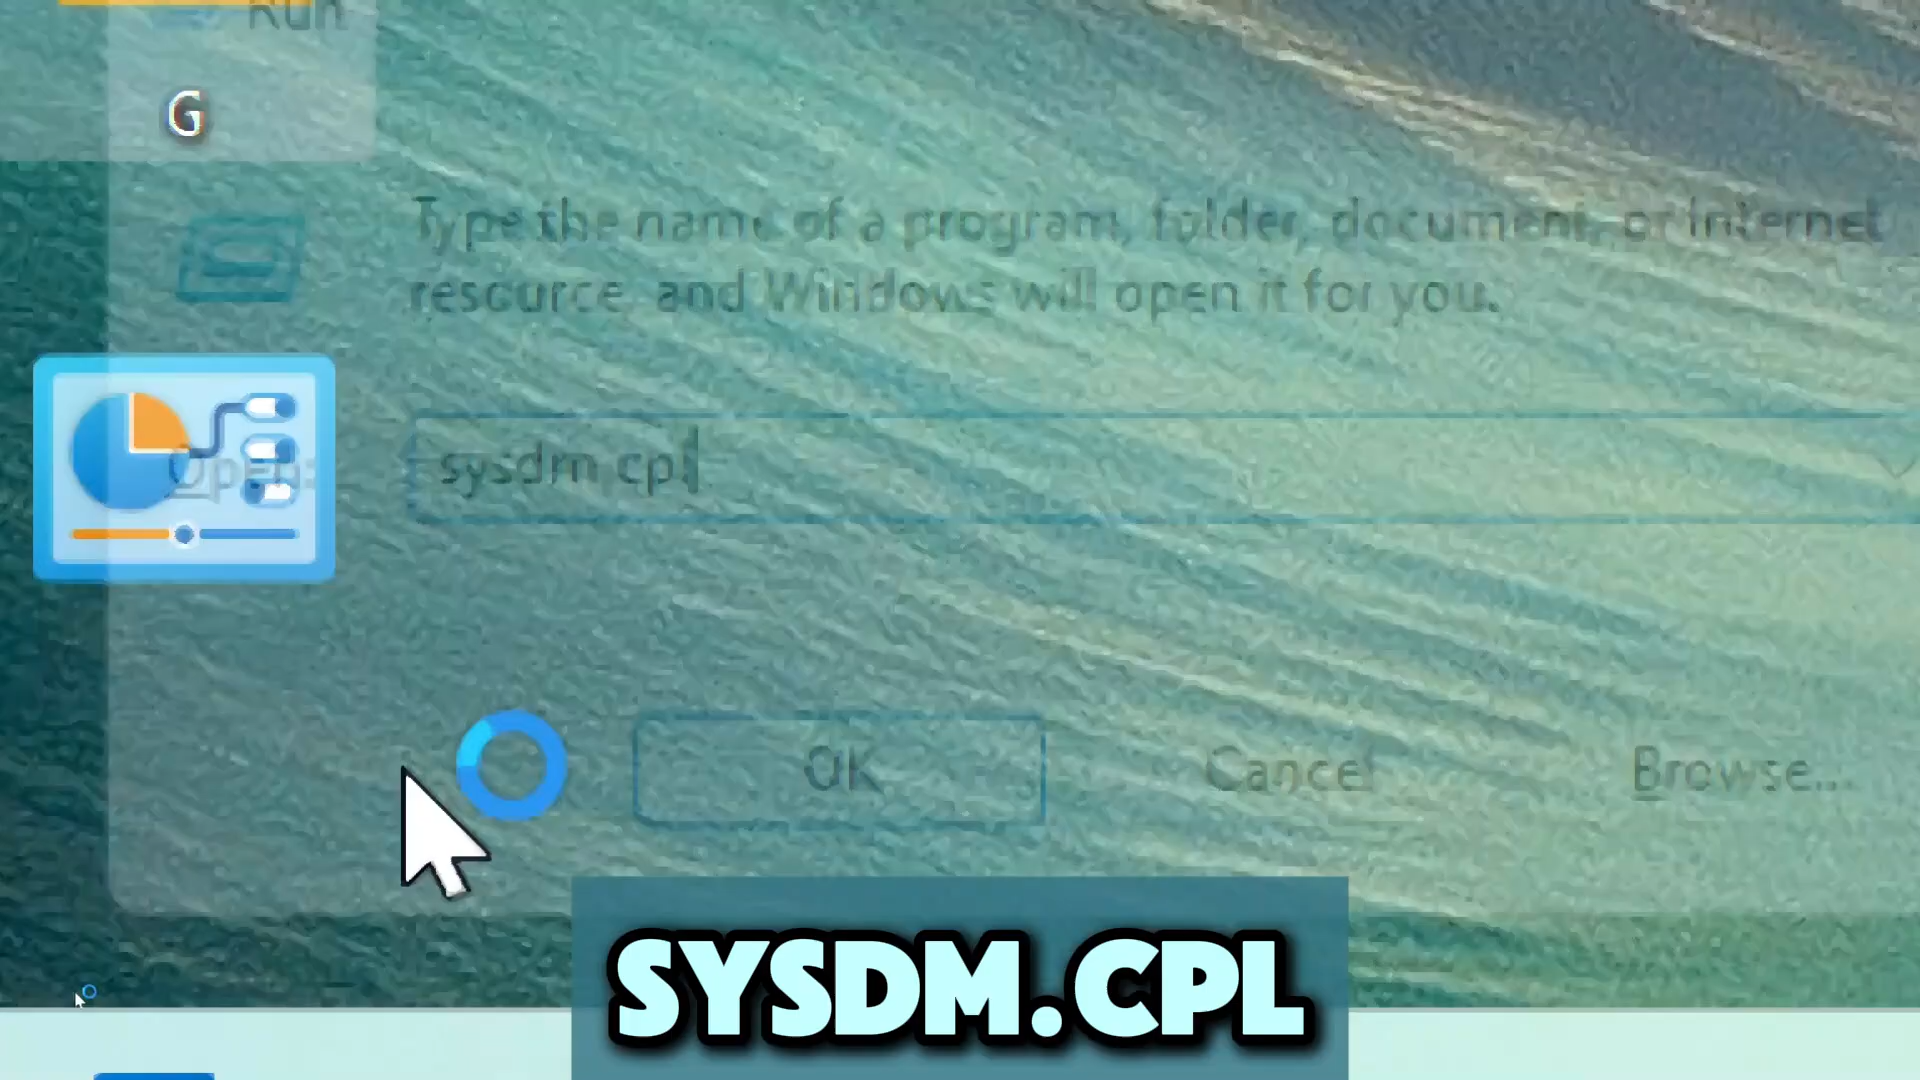 Run
G
Type the name of a program, folder, document, or Internet
resource, and Windows will open it for you.
Open:
sysdm.cpl
OK
Cancel
Browse...
SYSDM.CPL